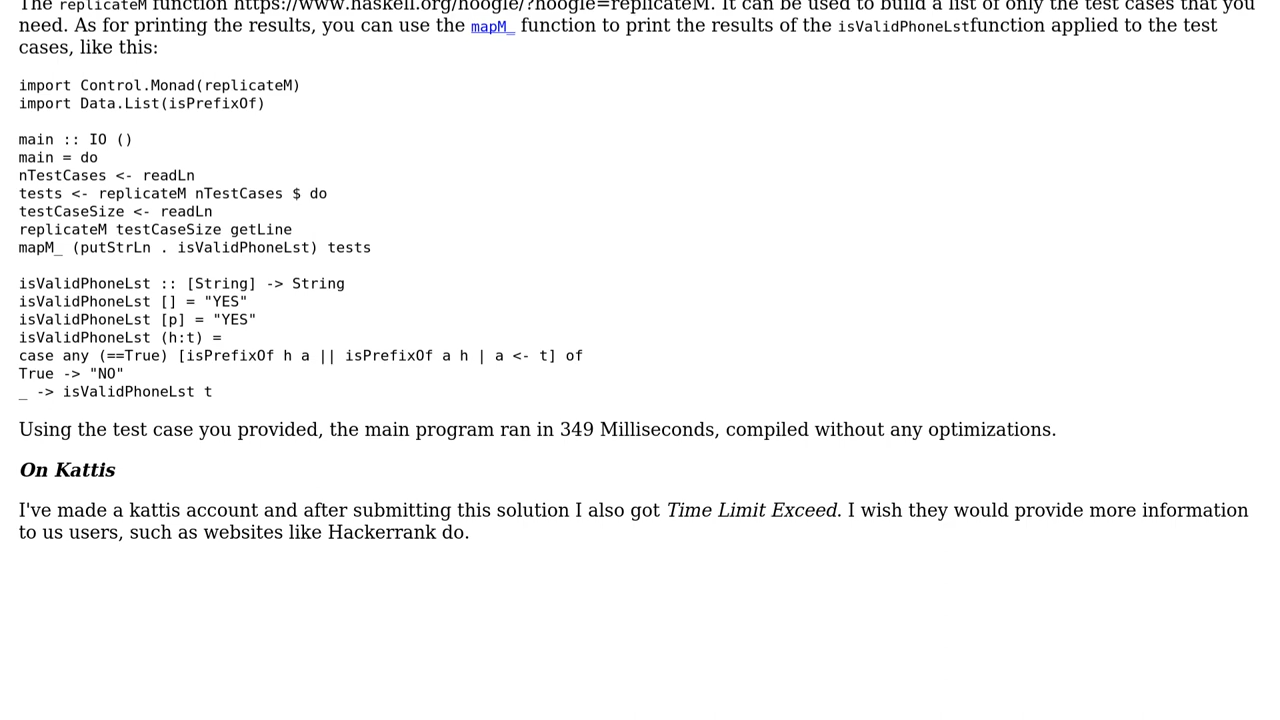 The replicateM function https://www.haskell.org/hoogle/?hoogle=replicateM. It can be used to build a list of only the test cases that you
need. As for printing the results, you can use the mapM_ function to print the results of the isValidPhoneLstfunction applied to the test
cases, like this:
import Control.Monad(replicateM)
import Data.List(isPrefixOf)
main :: IO ()
main = do
nTestCases <- readLn
tests <- replicateM nTestCases $ do
testCaseSize <- readLn
replicateM testCaseSize getLine
mapM_ (putStrLn . isValidPhoneLst) tests
isValidPhoneLst :: [String] -> String
isValidPhoneLst [] = "YES"
isValidPhoneLst [p] = "YES"
isValidPhoneLst (h:t) =
case any (==True) [isPrefixOf h a || isPrefixOf a h | a <- t] of
True -> "NO"
_ -> isValidPhoneLst t
Using the test case you provided, the main program ran in 349 Milliseconds, compiled without any optimizations.
On Kattis
I've made a kattis account and after submitting this solution I also got Time Limit Exceed. I wish they would provide more information
to us users, such as websites like Hackerrank do.